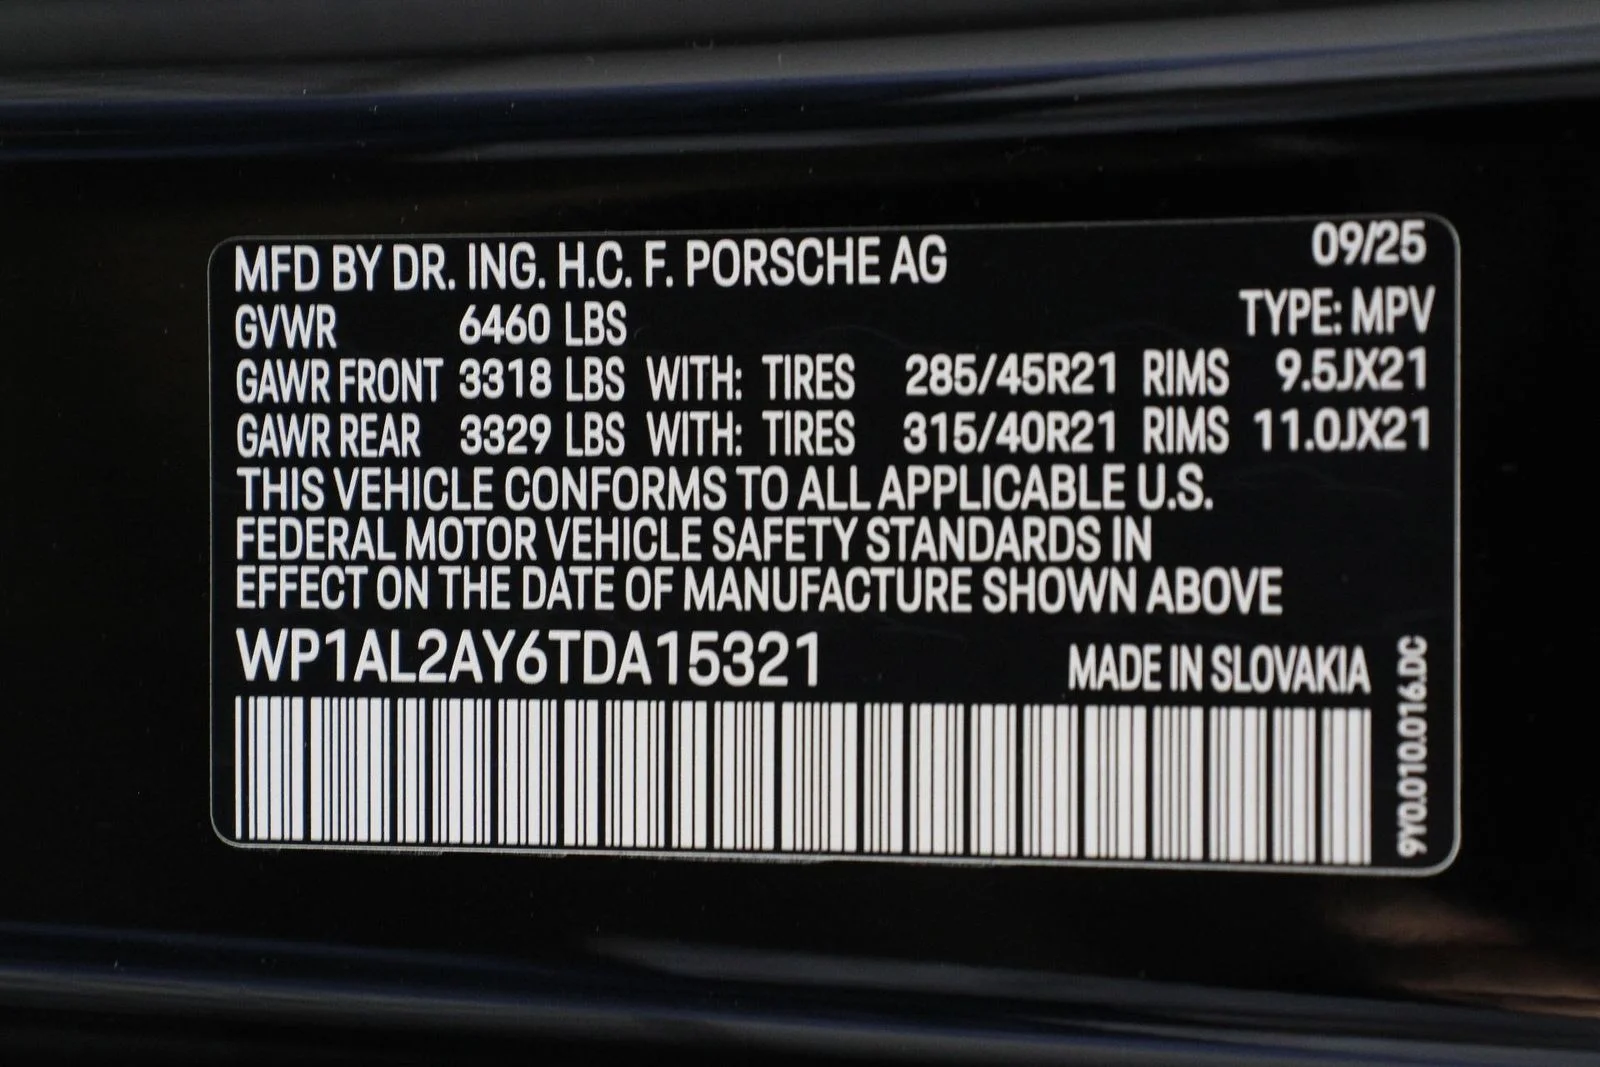 MFD BY DR. ING. H.C. F. PORSCHE AG 09/25
GVWR 6460 LBS TYPE: MPV
GAWR FRONT 3318 LBS WITH: TIRES 285/45R21 RIMS 9.5JX21
GAWR REAR 3329 LBS WITH: TIRES 315/40R21 RIMS 11.0JX21
THIS VEHICLE CONFORMS TO ALL APPLICABLE U.S.
FEDERAL MOTOR VEHICLE SAFETY STANDARDS IN
EFFECT ON THE DATE OF MANUFACTURE SHOWN ABOVE
WP1AL2AY6TDA15321 MADE IN SLOVAKIA
9Y0.010.016.DC